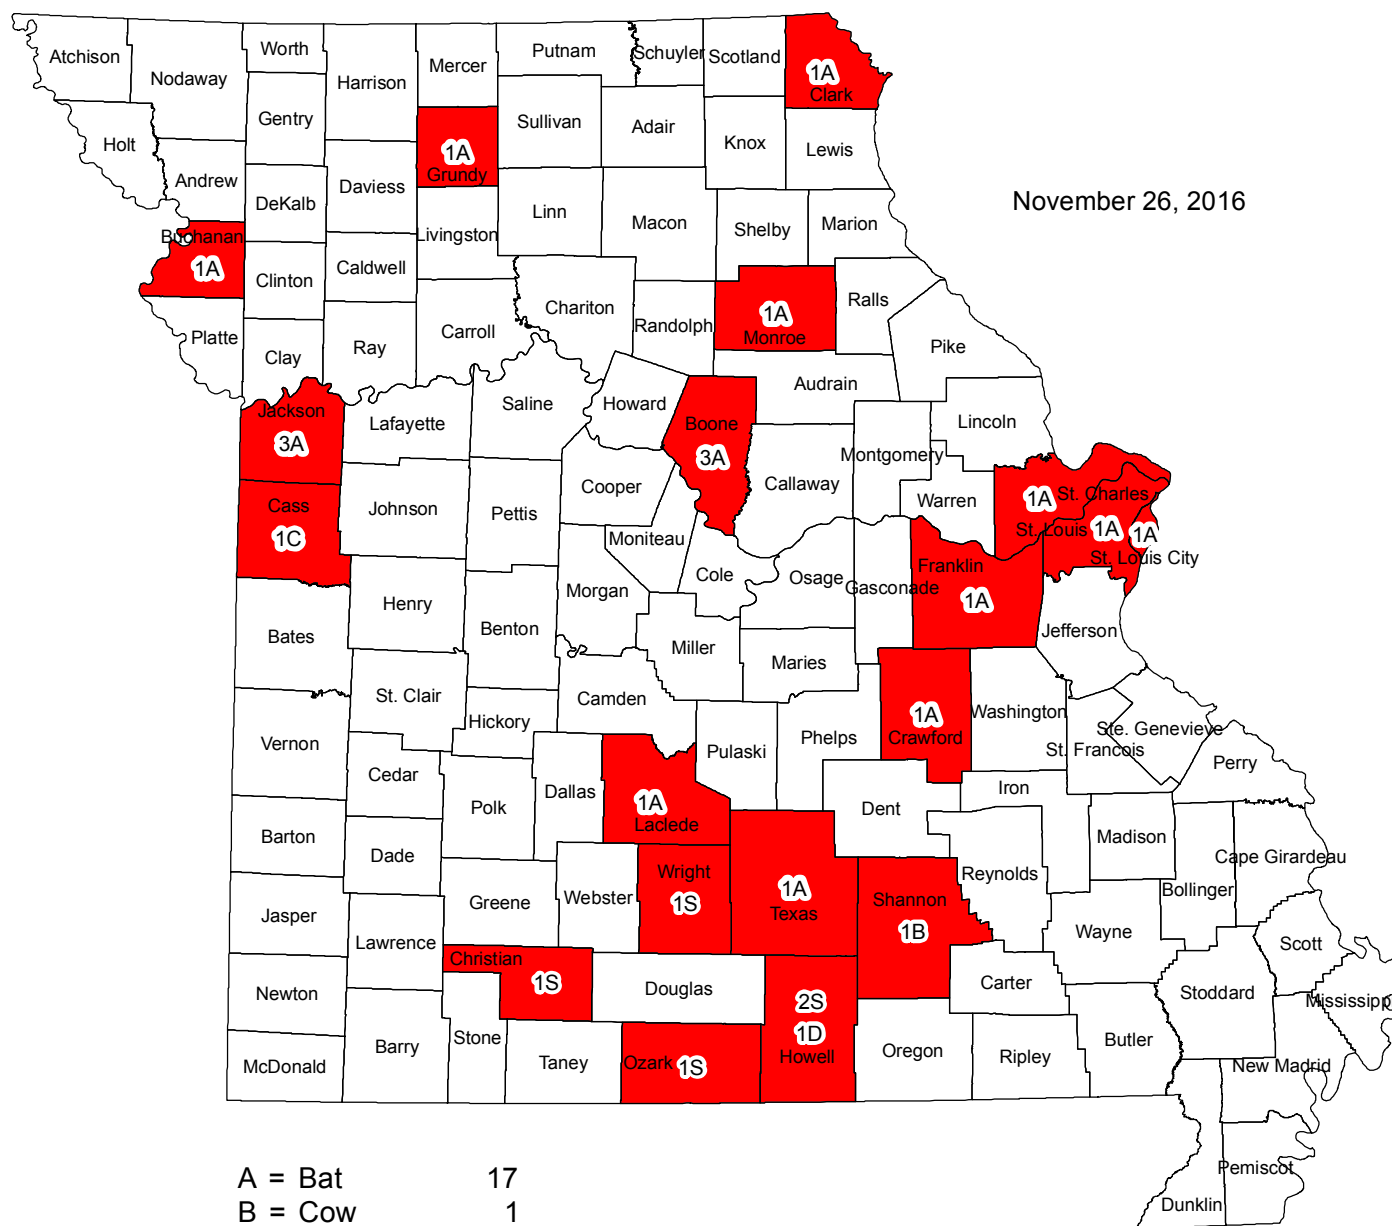 Atchison
Nodaway
Worth
Harrison
Mercer
Putnam
Schuyler
Scotland
1A
Clark
Holt
Gentry
1A
Grundy
Sullivan
Adair
Knox
Lewis
Andrew
DeKalb
Daviess
November 26, 2016
Buchanan
1A
Clinton
Caldwell
Livingston
Linn
Macon
Shelby
Marion
Platte
Clay
Ray
Carroll
Chariton
Randolph
1A
Monroe
Ralls
Pike
Audrain
Jackson
3A
Lafayette
Saline
Howard
Boone
3A
Callaway
Montgomery
Lincoln
Warren
1A
St. Charles
St. Louis
1A
1A
St. Louis City
Cass
1C
Johnson
Pettis
Cooper
Moniteau
Cole
Osage
Gasconade
Franklin
1A
Jefferson
Bates
Henry
Benton
Morgan
Miller
Maries
St. Clair
Hickory
Camden
Pulaski
Phelps
1A
Crawford
Washington
St. Francois
Ste. Genevieve
Perry
Vernon
Cedar
Polk
Dallas
1A
Laclede
Dent
Iron
Madison
Bollinger
Cape Girardeau
Barton
Dade
Greene
Webster
Wright
1S
1A
Texas
Shannon
1B
Reynolds
Wayne
Jasper
Lawrence
Christian
1S
Douglas
2S
1D
Howell
Carter
Scott
Stoddard
Mississipp
Newton
Barry
Stone
Taney
Ozark
1S
Oregon
Ripley
Butler
New Madrid
McDonald
Pemiscot
Dunklin
A = Bat 17
B = Cow 1